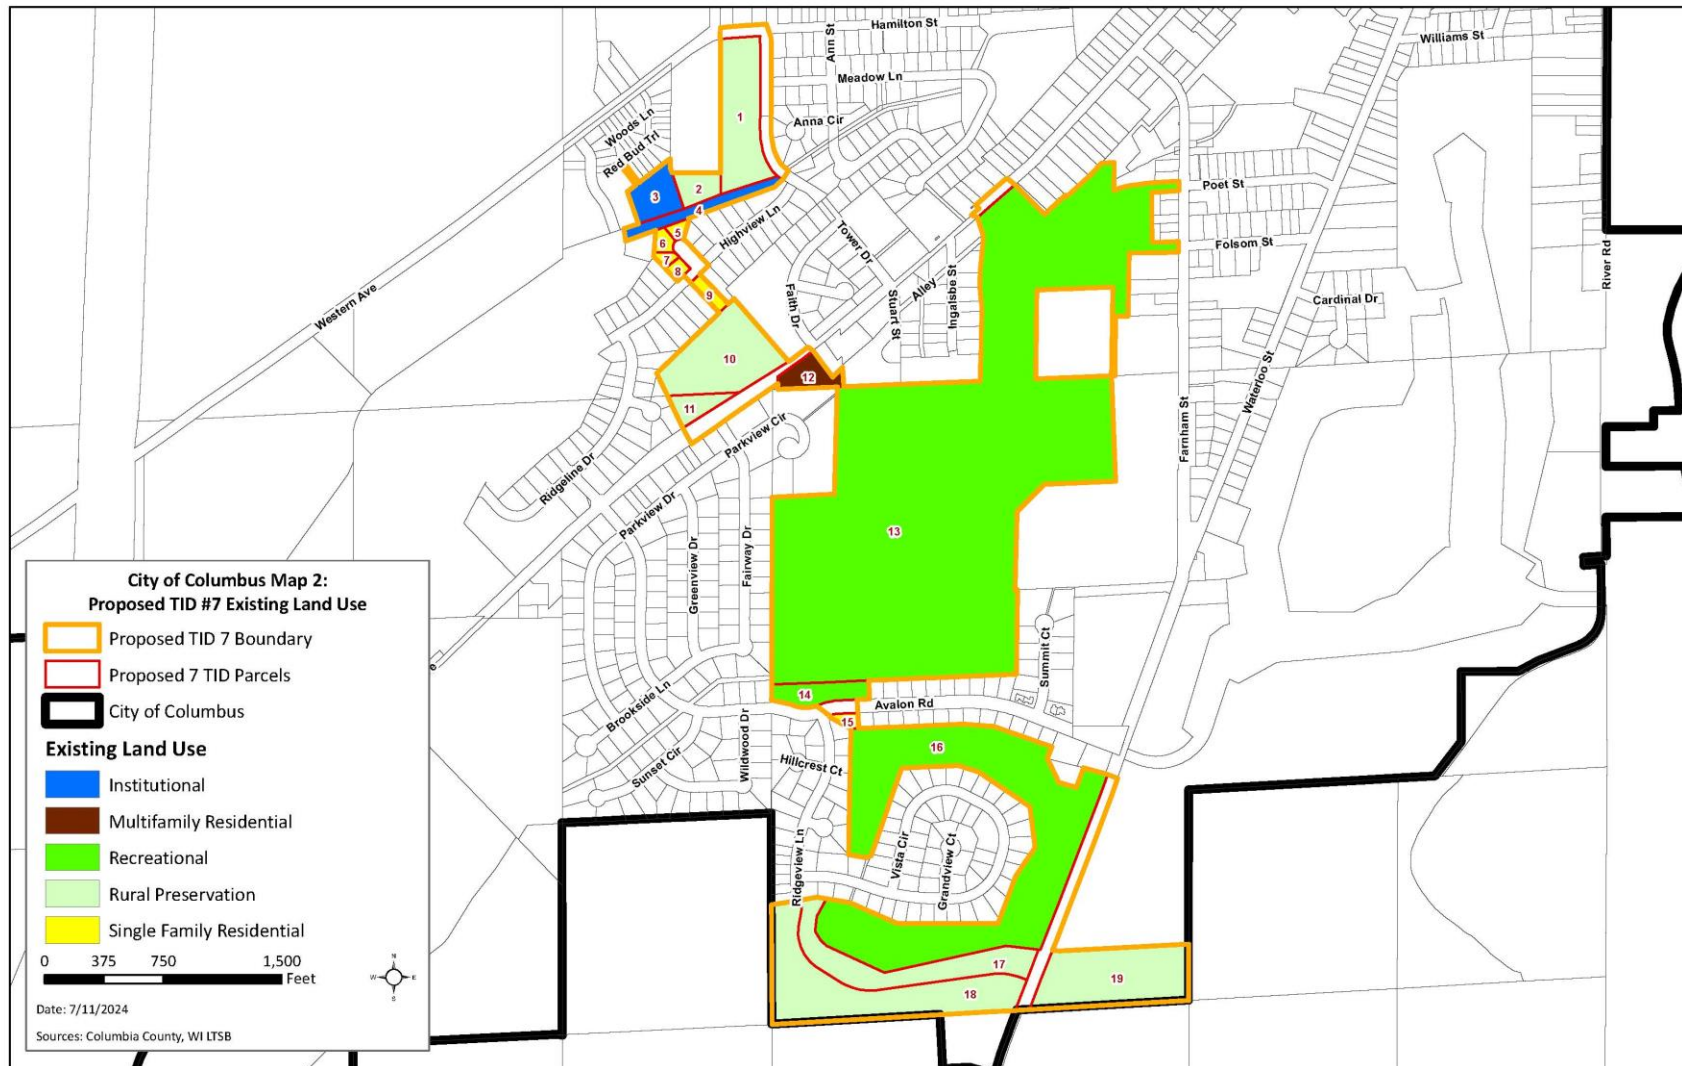 Hamilton St
Ann St
Williams St
Meadow Ln
Woods Ln
Anna Cir
1
Red Bud Trl
2
3
4
Poet St
5
Highview Ln
Tower Dr
6
Folsom St
River Rd
7
8
Alley
Ingalsbe St
9
Faith Dr
Stuart St
Cardinal Dr
Western Ave
10
12
Waterloo St
11
Farnham St
Parkview Cir
Ridgeline Dr
Parkview Dr
13
Fairway Dr
Greenview Dr
City of Columbus Map 2:
Proposed TID #7 Existing Land Use
Proposed TID 7 Boundary
Proposed 7 TID Parcels
City of Columbus
Existing Land Use
Institutional
Multifamily Residential
Recreational
Rural Preservation
Single Family Residential
0 375 750 1,500
Feet
N
W E
S
Date: 7/11/2024
Sources: Columbia County, WI LTSB
e
Summit Ct
Brookside Ln
14
Avalon Rd
15
Wildwood Dr
16
Sunset Cir
Hillcrest Ct
Ridgeview Ln
Vista Cir
Grandview Ct
17
18
19